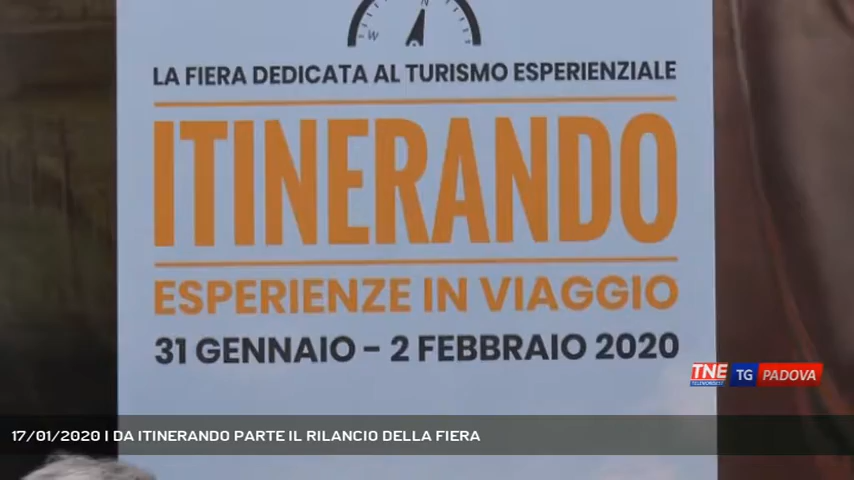 N
W
LA FIERA DEDICATA AL TURISMO ESPERIENZIALE
ITINERANDO
ESPERIENZE IN VIAGGIO
31 GENNAIO - 2 FEBBRAIO 2020
TNE TG PADOVA
TELENORDEST
17/01/2020 | DA ITINERANDO PARTE IL RILANCIO DELLA FIERA